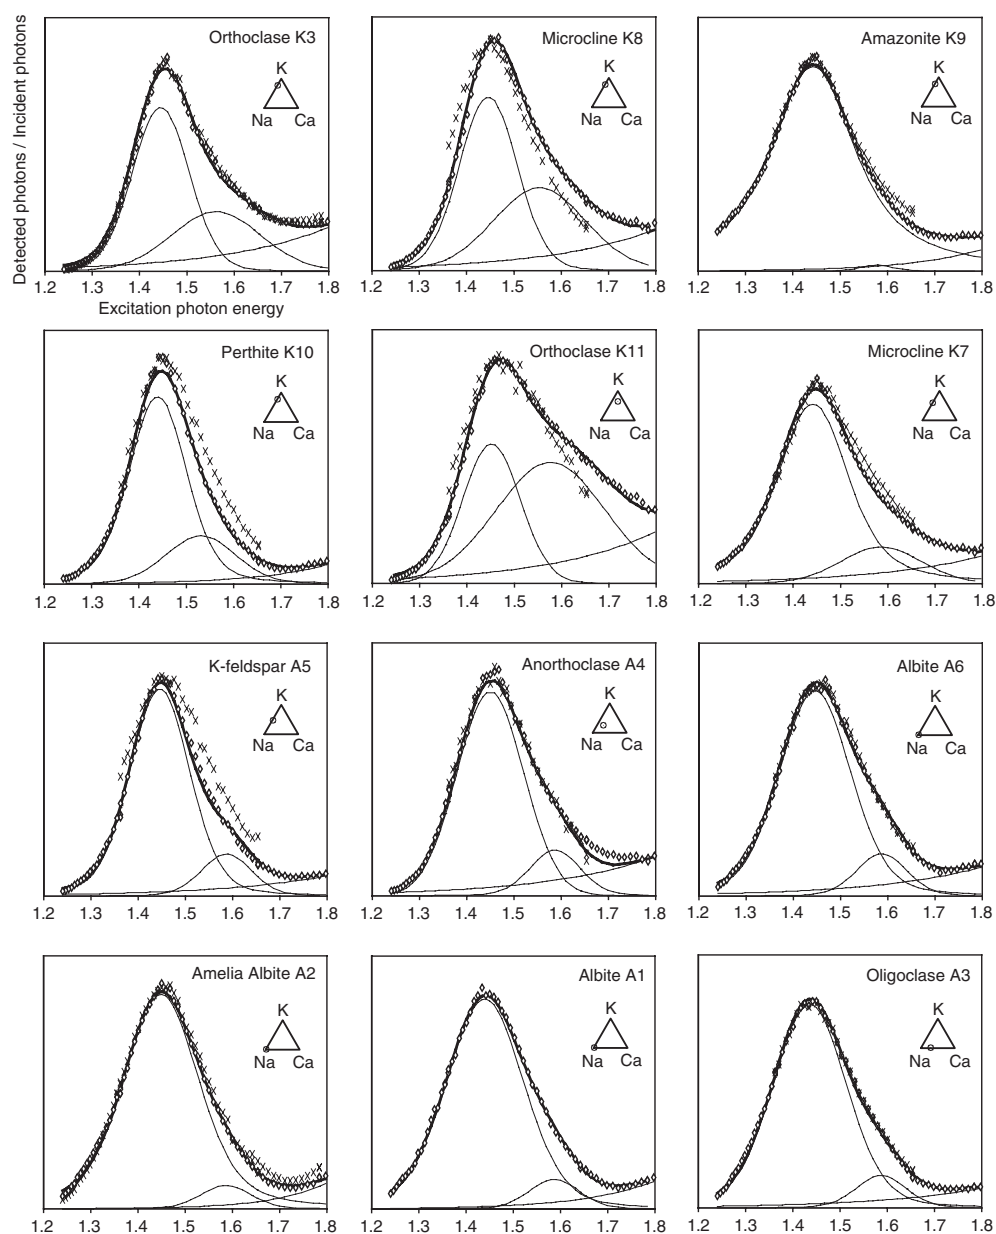 Detected photons / Incident photons
Orthoclase K3
K
Na Ca
1.2 1.3 1.4 1.5 1.6 1.7 1.8
Excitation photon energy
Microcline K8
K
Na Ca
1.2 1.3 1.4 1.5 1.6 1.7 1.8
Amazonite K9
K
Na Ca
1.2 1.3 1.4 1.5 1.6 1.7 1.8
Perthite K10
K
Na Ca
1.2 1.3 1.4 1.5 1.6 1.7 1.8
Orthoclase K11
K
Na Ca
1.2 1.3 1.4 1.5 1.6 1.7 1.8
Microcline K7
K
Na Ca
1.2 1.3 1.4 1.5 1.6 1.7 1.8
K-feldspar A5
K
Na Ca
1.2 1.3 1.4 1.5 1.6 1.7 1.8
Anorthoclase A4
K
Na Ca
1.2 1.3 1.4 1.5 1.6 1.7 1.8
Albite A6
K
Na Ca
1.2 1.3 1.4 1.5 1.6 1.7 1.8
Amelia Albite A2
K
Na Ca
1.2 1.3 1.4 1.5 1.6 1.7 1.8
Albite A1
K
Na Ca
1.2 1.3 1.4 1.5 1.6 1.7 1.8
Oligoclase A3
K
Na Ca
1.2 1.3 1.4 1.5 1.6 1.7 1.8